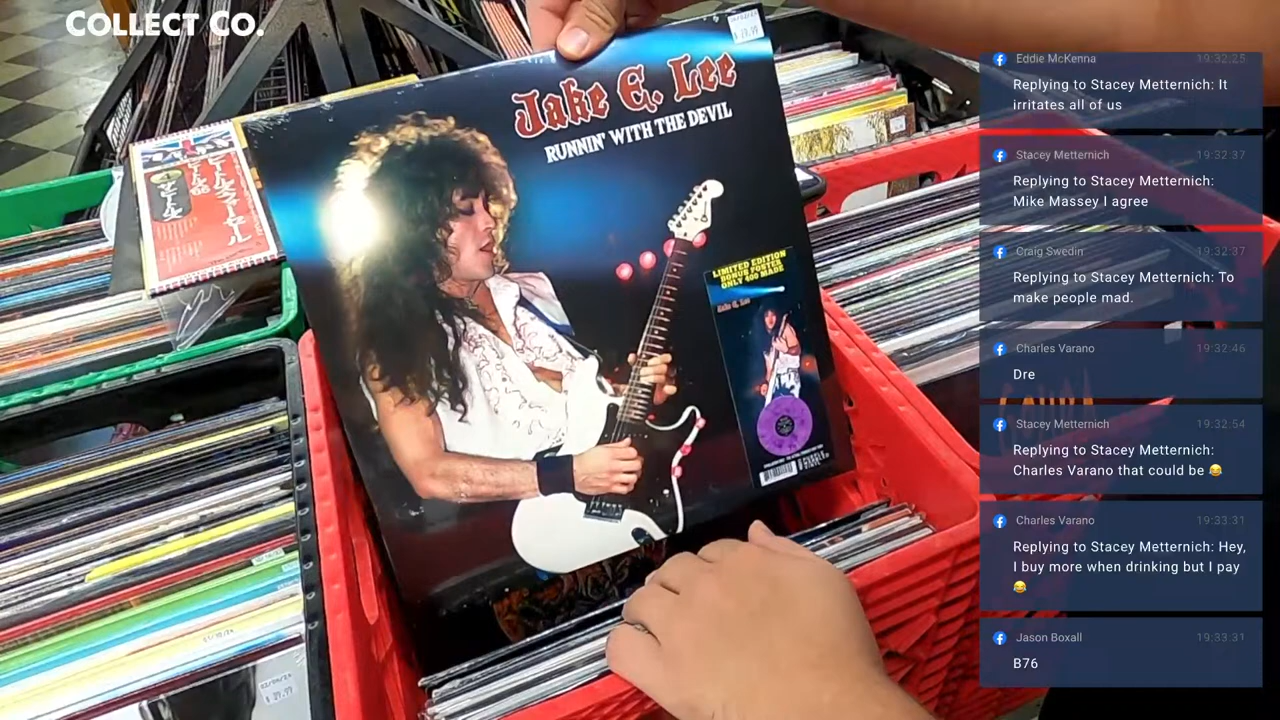 COLLECT CO.
Jake E. Lee
RUNNIN' WITH THE DEVIL
LIMITED EDITION
BONUS POSTER
ONLY 400 MADE
Jake E. Lee
Eddie McKenna 19:32:25
Replying to Stacey Metternich: It
irritates all of us
Stacey Metternich 19:32:37
Replying to Stacey Metternich:
Mike Massey I agree
Craig Swedin 19:32:37
Replying to Stacey Metternich: To
make people mad.
Charles Varano 19:32:46
Dre
Stacey Metternich 19:32:54
Replying to Stacey Metternich:
Charles Varano that could be 😂
Charles Varano 19:33:31
Replying to Stacey Metternich: Hey,
I buy more when drinking but I pay
😂
Jason Boxall 19:33:31
B76